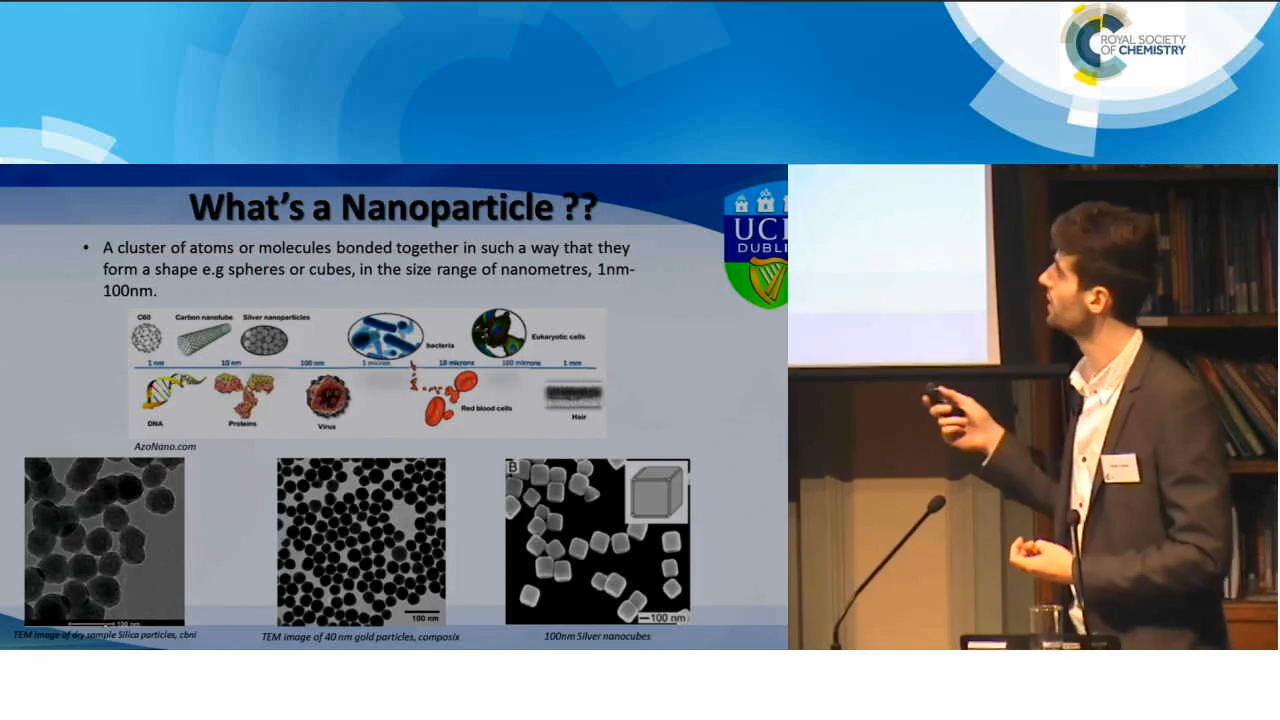 ROYAL SOCIETY
OF CHEMISTRY
What's a Nanoparticle ??
UC
DUBLI
• A cluster of atoms or molecules bonded together in such a way that they
form a shape e.g spheres or cubes, in the size range of nanometres, 1nm-
100nm.
C60 Carbon nanotube Silver nanoparticles
bacteria
Eukaryotic cells
1 nm 10 nm 100 nm 1 micron 10 microns 100 microns 1 mm
DNA Proteins Virus Red blood cells Hair
AzoNano.com
B
100 nm
100 nm
100 nm
TEM image of dry sample Silica particles, cbni
TEM image of 40 nm gold particles, composix
100nm Silver nanocubes